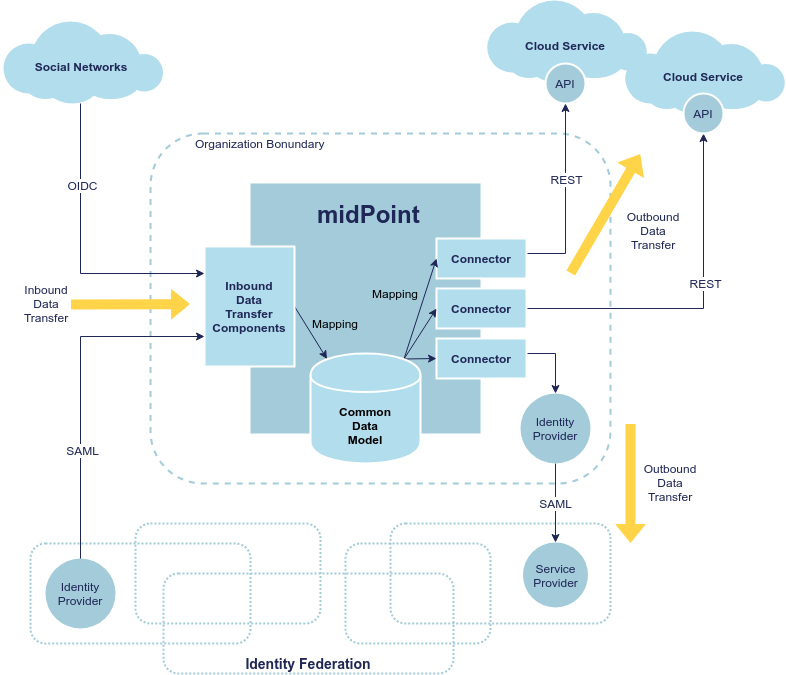 Cloud Service
Social Networks
Cloud Service
API
API
Organization Bonundary
OIDC
REST
midPoint
Outbound
Data
Transfer
Connector
Inbound
Data
Transfer
Components
REST
Inbound
Data
Transfer
Mapping
Connector
Mapping
Connector
Common
Data
Model
Identity
Provider
SAML
Outbound
Data
Transfer
SAML
Service
Provider
Identity
Provider
Identity Federation